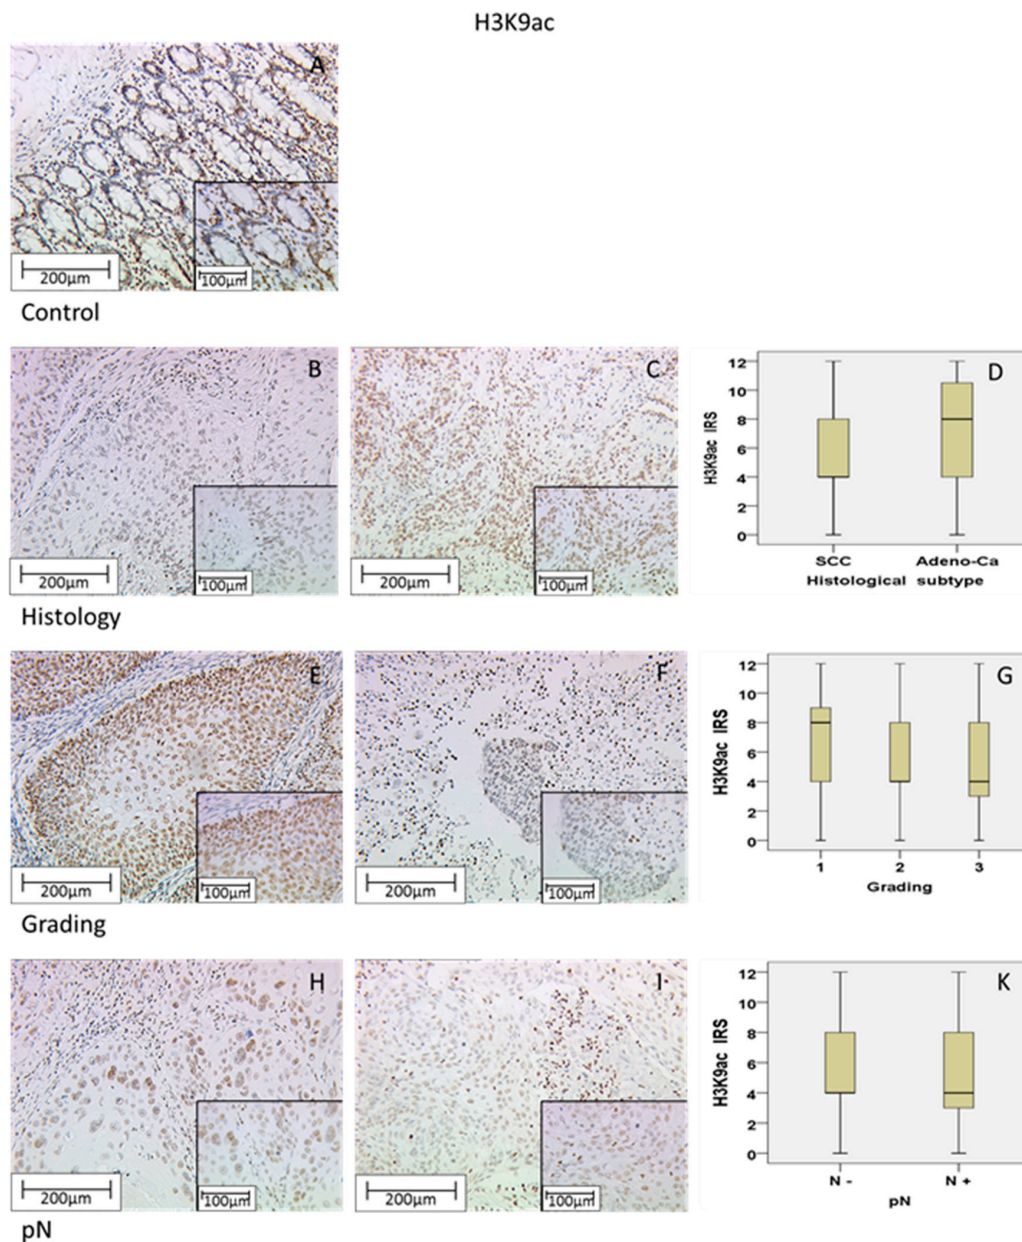 H3K9ac
A
200µm
100µm
Control
B
200µm
100µm
C
200µm
100µm
D
H3K9ac IRS
12
10
8
6
4
2
0
SCC
Adeno-Ca
Histological subtype
Histology
E
200µm
100µm
F
200µm
100µm
G
H3K9ac IRS
12
10
8
6
4
2
0
1
2
3
Grading
Grading
H
200µm
100µm
I
200µm
100µm
K
H3K9ac IRS
12
10
8
6
4
2
0
N -
N +
pN
pN